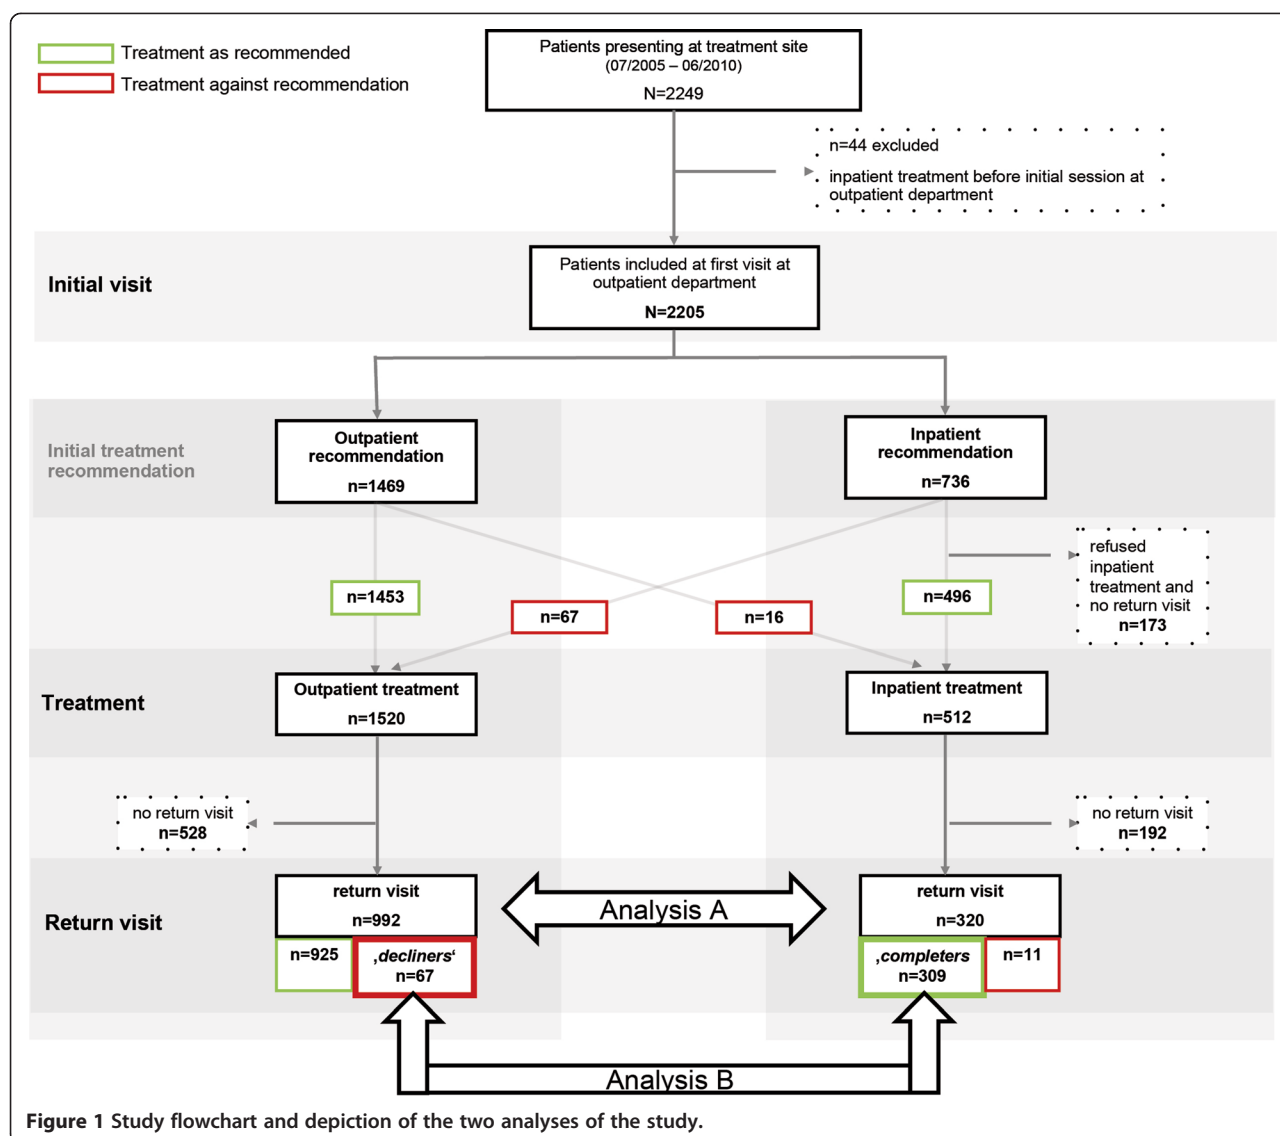 Treatment as recommended
Treatment against recommendation
Patients presenting at treatment site
(07/2005 – 06/2010)
N=2249
n=44 excluded
inpatient treatment before initial session at
outpatient department
Initial visit
Patients included at first visit at
outpatient department
N=2205
Initial treatment
recommendation
Outpatient
recommendation
n=1469
Inpatient
recommendation
n=736
refused
inpatient
treatment and
no return visit
n=173
n=1453
n=67
n=16
n=496
Treatment
Outpatient treatment
n=1520
Inpatient treatment
n=512
no return visit
n=528
no return visit
n=192
Return visit
return visit
n=992
Analysis A
return visit
n=320
n=925
‚decliners‘
n=67
‚completers
n=309
n=11
Analysis B
Figure 1 Study flowchart and depiction of the two analyses of the study.